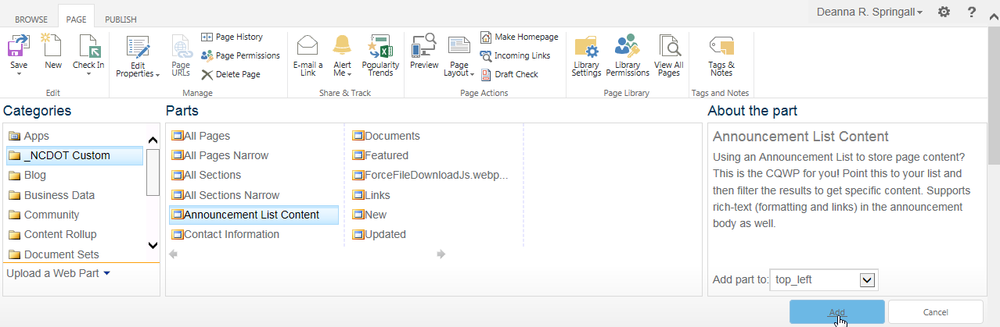 BROWSE PAGE PUBLISH Deanna R. Springall ?
Save New Check In Edit Properties Page URLs Page History Page Permissions Delete Page E-mail a Link Alert Me Popularity Trends Preview Page Layout Make Homepage Incoming Links Draft Check Library Settings Library Permissions View All Pages Tags & Notes
Edit Manage Share & Track Page Actions Page Library Tags and Notes
Categories Parts About the part
Apps
_NCDOT Custom
Blog
Business Data
Community
Content Rollup
Document Sets
Upload a Web Part
All Pages
All Pages Narrow
All Sections
All Sections Narrow
Announcement List Content
Contact Information
Documents
Featured
ForceFileDownloadJs.webp...
Links
New
Updated
Announcement List Content
Using an Announcement List to store page content?
This is the CQWP for you! Point this to your list and
then filter the results to get specific content. Supports
rich-text (formatting and links) in the announcement
body as well.
Add part to: top_left
Add Cancel